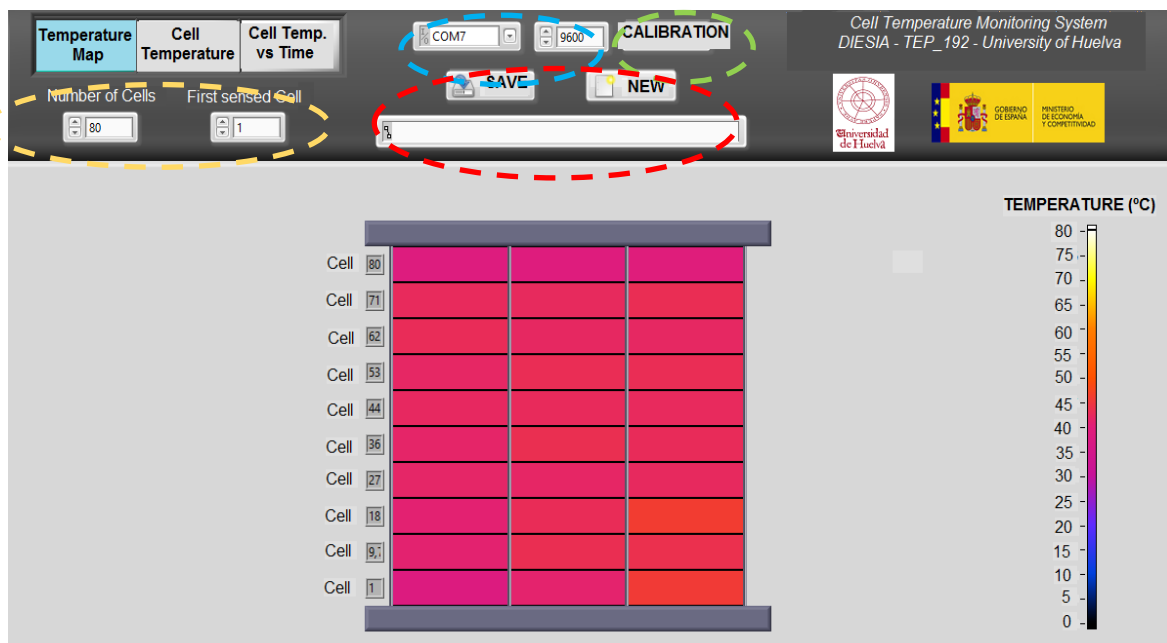 Temperature Map
Cell Temperature
Cell Temp. vs Time
COM7
9600
CALIBRATION
Cell Temperature Monitoring System
DIESIA - TEP_192 - University of Huelva
SAVE
NEW
Number of Cells
First sensed Cell
80
1
Universidad de Huelva
GOBIERNO DE ESPAÑA
MINISTERIO DE ECONOMÍA Y COMPETITIVIDAD
TEMPERATURE (ºC)
Cell 80
Cell 71
Cell 62
Cell 53
Cell 44
Cell 36
Cell 27
Cell 18
Cell 9,
Cell 1
80
75
70
65
60
55
50
45
40
35
30
25
20
15
10
5
0